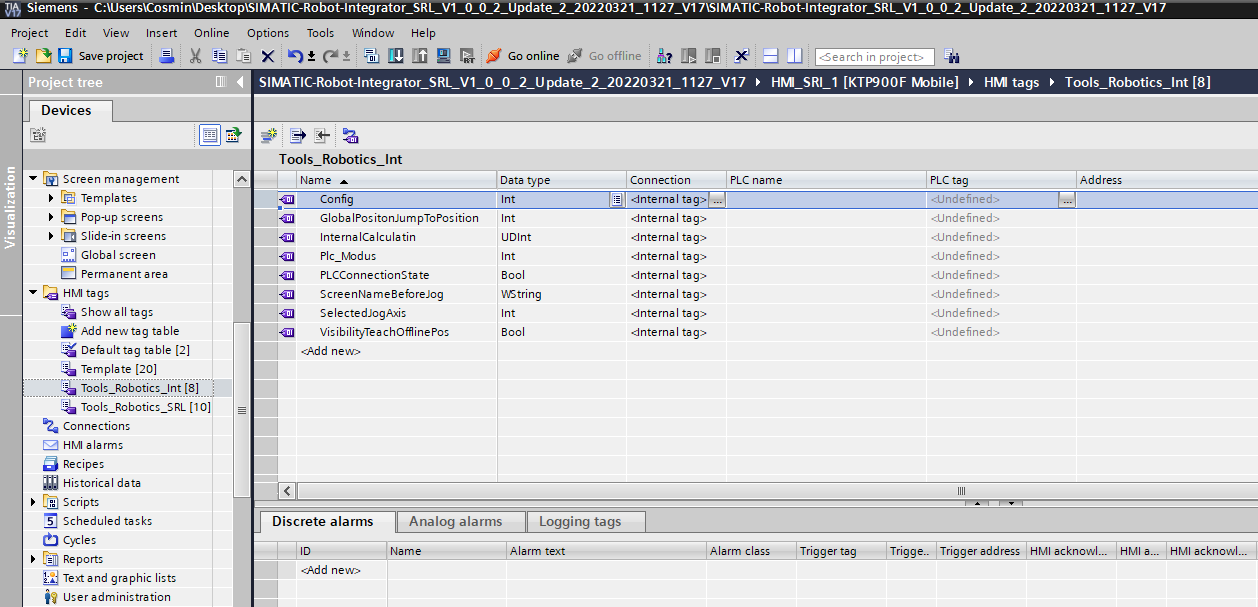 Siemens - C:\Users\Cosmin\Desktop\SIMATIC-Robot-Integrator_SRL_V1_0_0_2_Update_2_20220321_1127_V17\SIMATIC-Robot-Integrator_SRL_V1_0_0_2_Update_2_20220321_1127_V17
Project Edit View Insert Online Options Tools Window Help
Save project Go online Go offline <Search in project>
Project tree
SIMATIC-Robot-Integrator_SRL_V1_0_0_2_Update_2_20220321_1127_V17 HMI_SRI_1 [KTP900F Mobile] HMI tags Tools_Robotics_Int [8]
Devices
Visualization
Screen management
Templates
Pop-up screens
Slide-in screens
Global screen
Permanent area
HMI tags
Show all tags
Add new tag table
Default tag table [2]
Template [20]
Tools_Robotics_Int [8]
Tools_Robotics_SRL [10]
Connections
HMI alarms
Recipes
Historical data
Scripts
Scheduled tasks
Cycles
Reports
Text and graphic lists
User administration
Tools_Robotics_Int
Name Data type Connection PLC name PLC tag Address
Config Int <Internal tag> ... <Undefined> ...
GlobalPositonJumpToPosition Int <Internal tag> <Undefined>
InternalCalculatin UDInt <Internal tag> <Undefined>
Plc_Modus Int <Internal tag> <Undefined>
PLCConnectionState Bool <Internal tag> <Undefined>
ScreenNameBeforeJog WString <Internal tag> <Undefined>
SelectedJogAxis Int <Internal tag> <Undefined>
VisibilityTeachOfflinePos Bool <Internal tag> <Undefined>
<Add new>
Discrete alarms Analog alarms Logging tags
ID Name Alarm text Alarm class Trigger tag Trigge.. Trigger address HMI acknowl... HMI a... HMI acknowl...
<Add new>